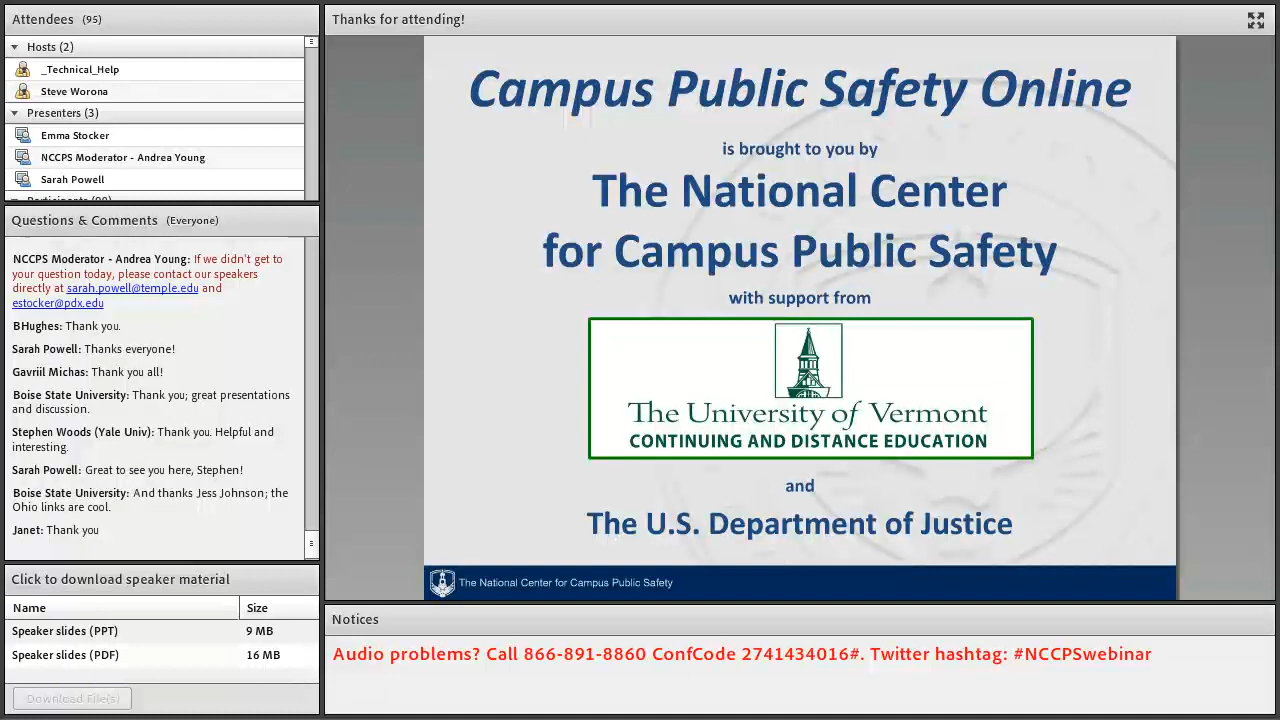 Attendees (95)
Hosts (2)
_Technical_Help
Steve Worona
Presenters (3)
Emma Stocker
NCCPS Moderator - Andrea Young
Sarah Powell
Questions & Comments (Everyone)
NCCPS Moderator - Andrea Young: If we didn't get to
your question today, please contact our speakers
directly at sarah.powell@temple.edu and
estocker@pdx.edu
BHughes: Thank you.
Sarah Powell: Thanks everyone!
Gavriil Michas: Thank you all!
Boise State University: Thank you; great presentations
and discussion.
Stephen Woods (Yale Univ): Thank you. Helpful and
interesting.
Sarah Powell: Great to see you here, Stephen!
Boise State University: And thanks Jess Johnson; the
Ohio links are cool.
Janet: Thank you
Click to download speaker material
Name Size
Speaker slides (PPT) 9 MB
Speaker slides (PDF) 16 MB
Download File(s)
Thanks for attending!
Campus Public Safety Online
is brought to you by
The National Center
for Campus Public Safety
with support from
The University of Vermont
CONTINUING AND DISTANCE EDUCATION
and
The U.S. Department of Justice
The National Center for Campus Public Safety
Notices
Audio problems? Call 866-891-8860 ConfCode 2741434016#. Twitter hashtag: #NCCPSwebinar